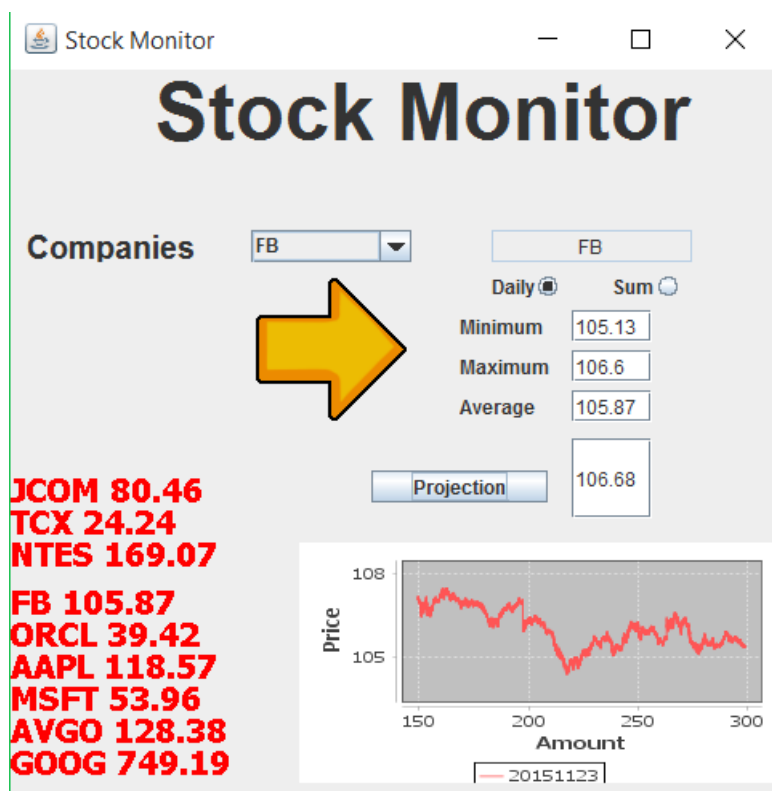 Stock Monitor
Stock Monitor
Companies
FB
FB
Daily Sum
Minimum 105.13
Maximum 106.6
Average 105.87
Projection 106.68
JCOM 80.46
TCX 24.24
NTES 169.07
FB 105.87
ORCL 39.42
AAPL 118.57
MSFT 53.96
AVGO 128.38
GOOG 749.19
108
Price
105
150 200 250 300
Amount
20151123